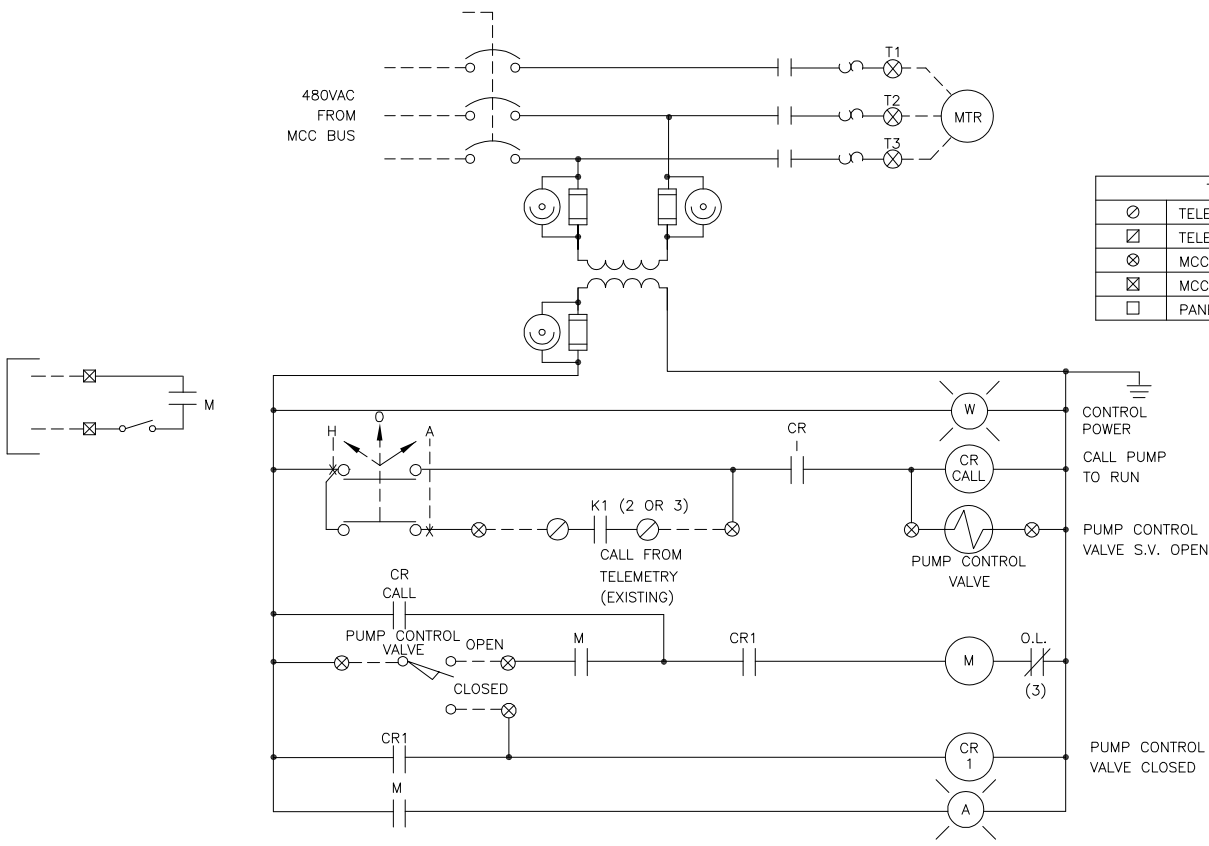 480VAC
FROM
MCC BUS
T1
T2
T3
MTR
TELE
TELE
MCC
MCC
PAN
M
W
CONTROL
POWER
H
O
A
CR
CR
CALL
CALL PUMP
TO RUN
K1 (2 OR 3)
CALL FROM
TELEMETRY
(EXISTING)
PUMP CONTROL
VALVE
PUMP CONTROL
VALVE S.V. OPEN
CR
CALL
PUMP CONTROL
VALVE
OPEN
CLOSED
M
CR1
M
O.L.
(3)
CR1
CR
1
PUMP CONTROL
VALVE CLOSED
M
A